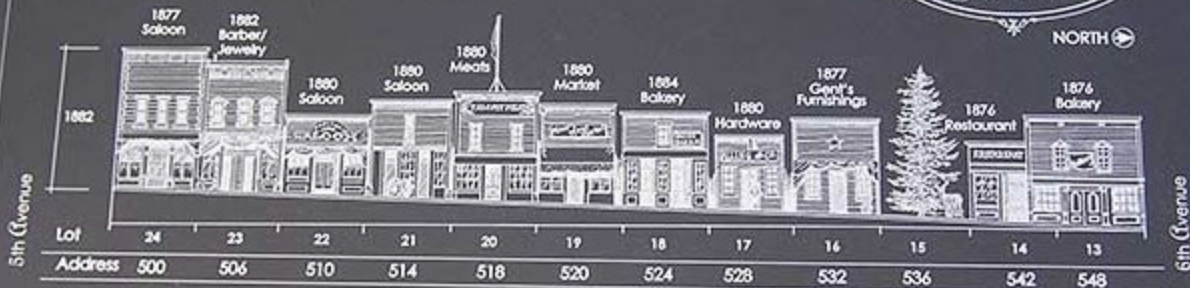 1877
Saloon
1882
Barber/
Jewelry
1880
Saloon
1880
Saloon
1880
Meats
1880
Market
1884
Bakery
1880
Hardware
1877
Gent's
Furnishings
1876
Restaurant
1876
Bakery
NORTH
1882
RESTAURANT
5th Avenue
6th Avenue
Lot 24 23 22 21 20 19 18 17 16 15 14 13
Address 500 506 510 514 518 520 524 528 532 536 542 548